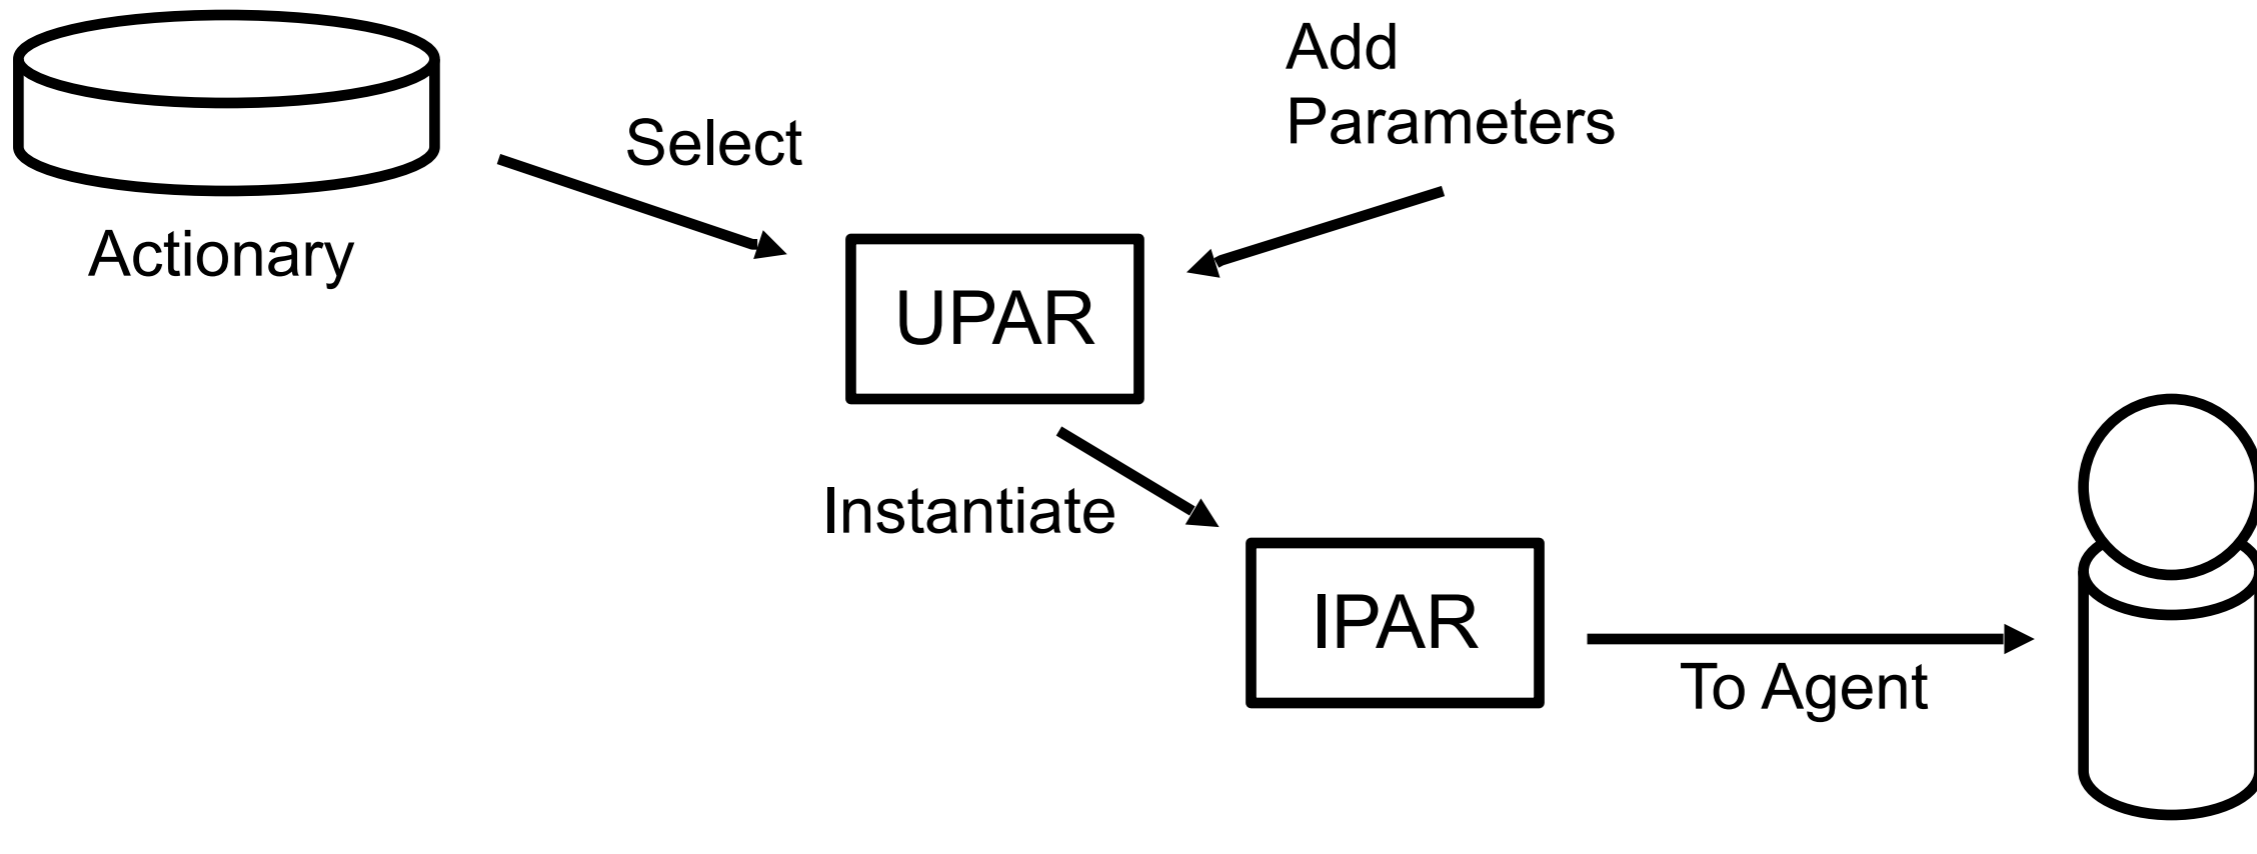 Add
Parameters
Select
Actionary
UPAR
Instantiate
IPAR
To Agent